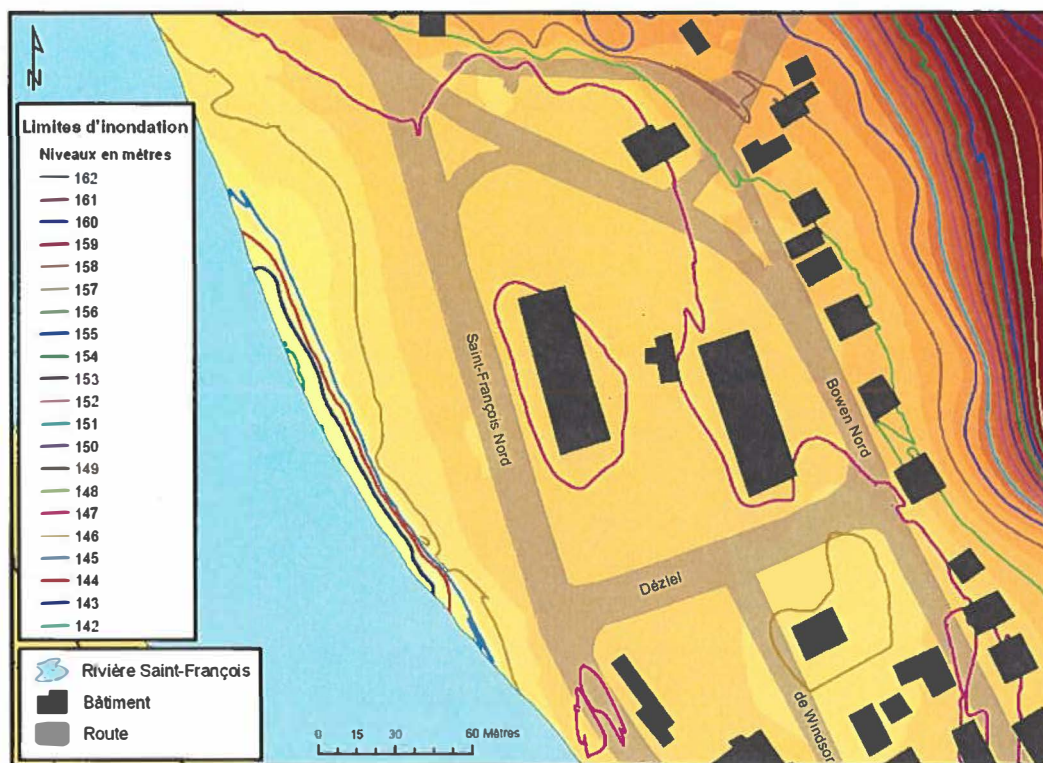 N
Limites d'inondation
Niveaux en mètres
162
161
160
159
158
157
156
155
154
153
152
151
150
149
148
147
146
145
144
143
142
Rivière Saint-François
Bâtiment
Route
0 15 30 60 Mètres
Saint-François Nord
Bowen Nord
Déziel
de Windsor